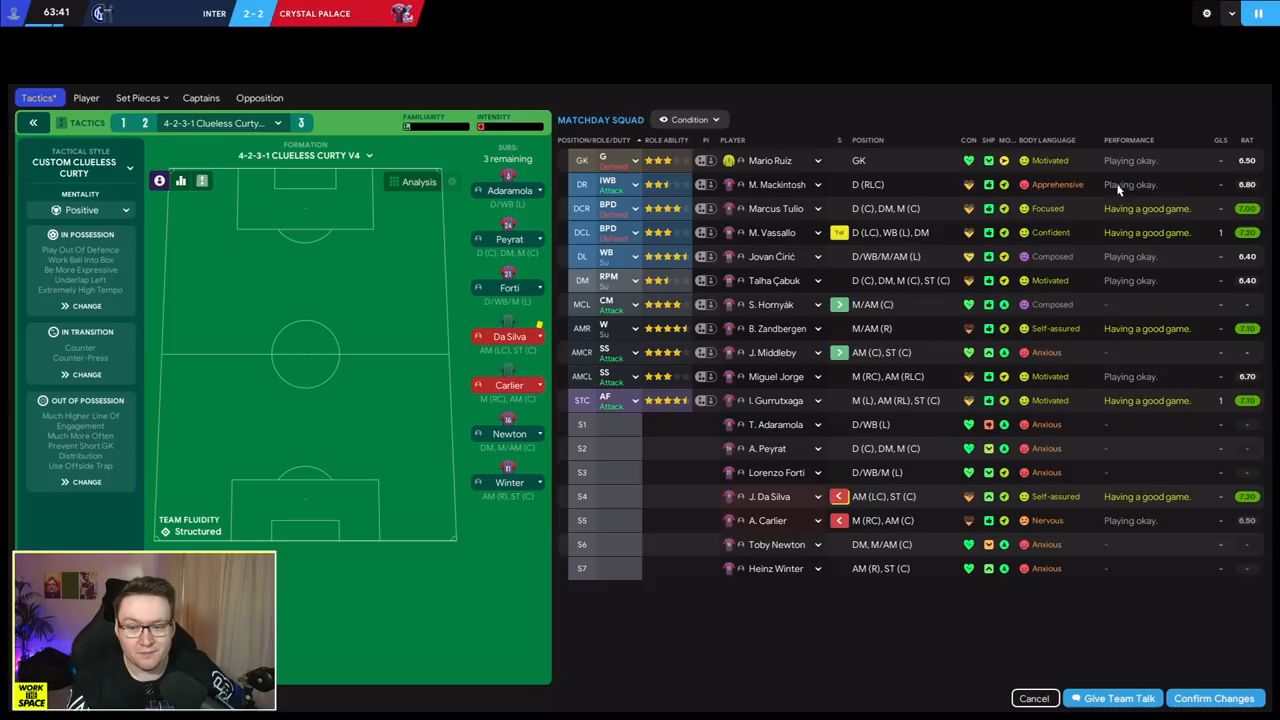 63:41 INTER 2 - 2 CRYSTAL PALACE
Tactics* Player Set Pieces Captains Opposition
TACTICS 1 2 4-2-3-1 Clueless Curty... 3 FAMILIARITY INTENSITY
TACTICAL STYLE
CUSTOM CLUELESS CURTY
MENTALITY
Positive
IN POSSESSION
Play Out Of Defence
Work Ball Into Box
Be More Expressive
Underlap Left
Extremely High Tempo
CHANGE
IN TRANSITION
Counter
Counter-Press
CHANGE
OUT OF POSSESSION
Much Higher Line Of
Engagement
Much More Often
Prevent Short GK
Distribution
Use Offside Trap
CHANGE
FORMATION
4-2-3-1 CLUELESS CURTY V4
Analysis
TEAM FLUIDITY
Structured
SUBS:
3 remaining
3
Adaramola
D/WB (L)
24
Peyrat
D (C), DM, M (C)
21
Forti
D/WB/M (L)
Da Silva
AM (LC), ST (C)
Carlier
M (RC), AM (C)
16
Newton
DM, M/AM (C)
11
Winter
AM (R), ST (C)
MATCHDAY SQUAD Condition
POSITION/ROLE/DUTY ROLE ABILITY PI PLAYER S POSITION CON SHP MO... BODY LANGUAGE PERFORMANCE GLS RAT
GK G Defend Mario Ruiz GK Motivated Playing okay. - 6.50
DR IWB Attack M. Mackintosh D (RLC) Apprehensive Playing okay. - 6.80
DCR BPD Defend Marcus Tulio D (C), DM, M (C) Focused Having a good game. - 7.00
DCL BPD Defend M. Vassallo Tel D (LC), WB (L), DM Confident Having a good game. 1 7.20
DL WB Su Jovan Ćirić D/WB/M/AM (L) Composed Playing okay. - 6.40
DM RPM Su Talha Çabuk D (C), DM, M (C), ST (C) Motivated Playing okay. - 6.40
MCL CM Su S. Hornyák M/AM (C) Composed - - -
AMR W Su B. Zandbergen M/AM (R) Self-assured Having a good game. - 7.10
AMCR SS Attack J. Middleby AM (C), ST (C) Anxious - - -
AMCL SS Attack Miguel Jorge M (RC), AM (RLC) Motivated Playing okay. - 6.70
STC AF Attack I. Gurrutxaga M (L), AM (RL), ST (C) Motivated Having a good game. 1 7.10
S1 T. Adaramola D/WB (L) Anxious - - -
S2 A. Peyrat D (C), DM, M (C) Anxious - - -
S3 Lorenzo Forti D/WB/M (L) Anxious - - -
S4 J. Da Silva AM (LC), ST (C) Self-assured Having a good game. - 7.20
S5 A. Carlier M (RC), AM (C) Nervous Playing okay. - 6.50
S6 Toby Newton DM, M/AM (C) Anxious - - -
S7 Heinz Winter AM (R), ST (C) Anxious - - -
WORK
THE
SPACE
Cancel Give Team Talk Confirm Changes